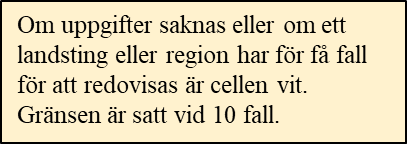 Om uppgifter saknas eller om ett
landsting eller region har för få fall
för att redovisas är cellen vit.
Gränsen är satt vid 10 fall.